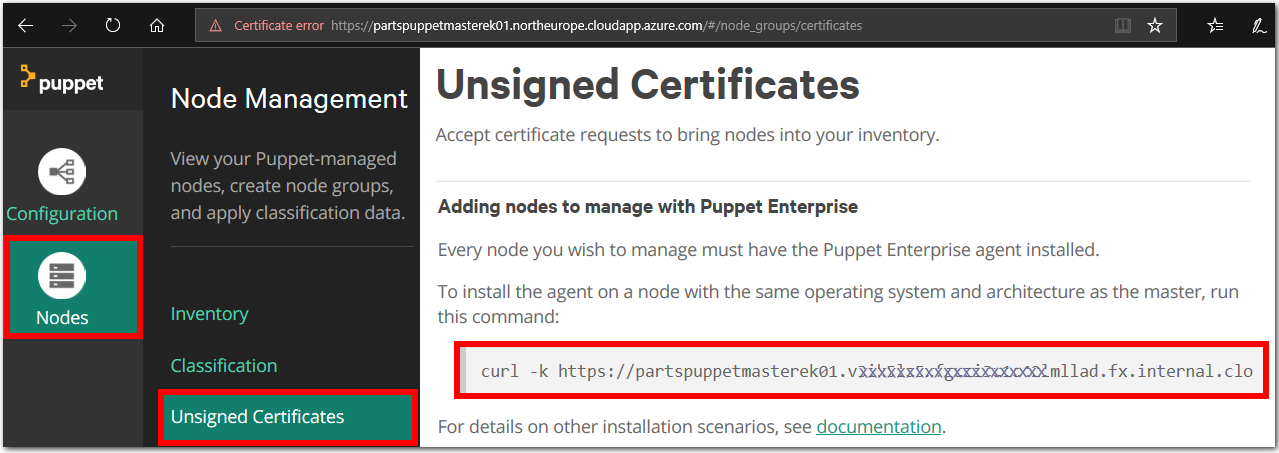 Certificate error https://partspuppetmasterek01.northeurope.cloudapp.azure.com/#/node_groups/certificates
puppet
Configuration
Nodes
Node Management
View your Puppet-managed
nodes, create node groups,
and apply classification data.
Inventory
Classification
Unsigned Certificates
Unsigned Certificates
Accept certificate requests to bring nodes into your inventory.
Adding nodes to manage with Puppet Enterprise
Every node you wish to manage must have the Puppet Enterprise agent installed.
To install the agent on a node with the same operating system and architecture as the master, run
this command:
curl -k https://partspuppetmasterek01.v lmllad.fx.internal.clo
For details on other installation scenarios, see documentation.